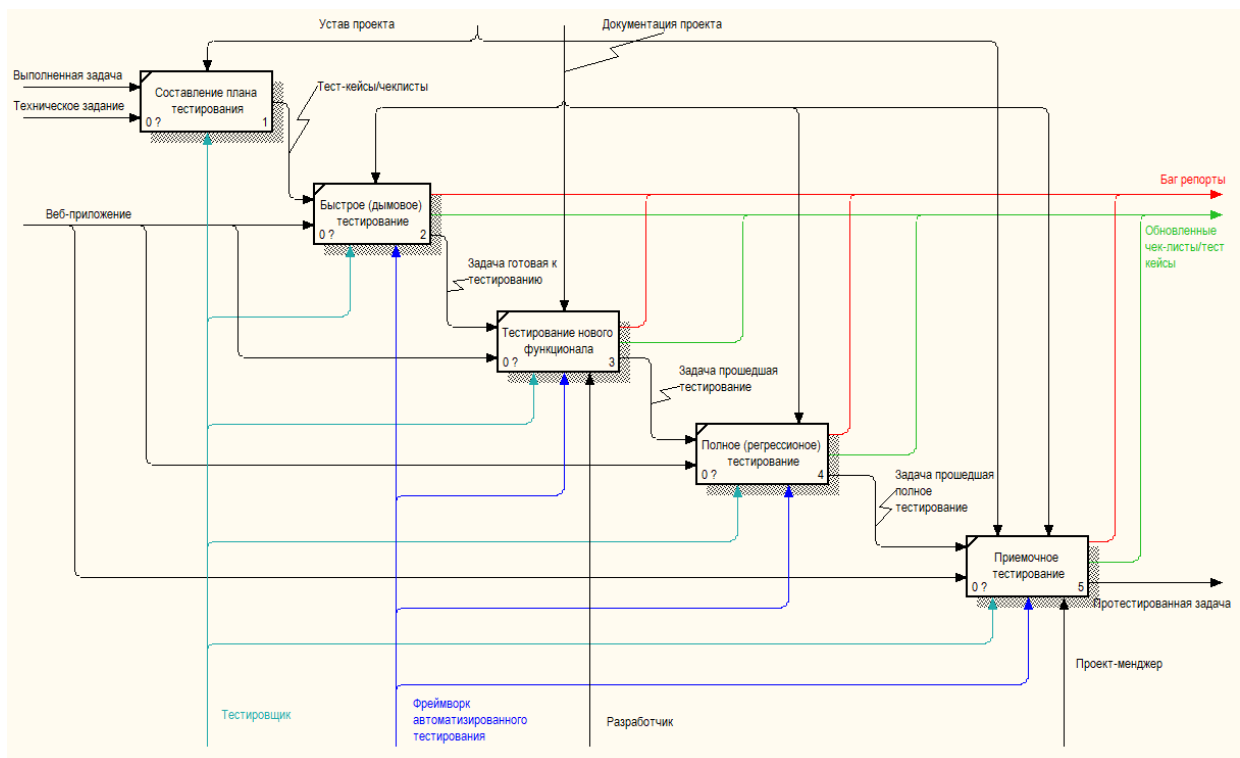 Устав проекта
Документация проекта
Выполненная задача
Техническое задание
Составление плана
тестирования
0 ?
1
Тест-кейсы/чеклисты
Веб-приложение
Быстрое (дымовое)
тестирование
0 ?
2
Баг репорты
Обновленные
чек-листы/тест
кейсы
Задача готовая к
тестированию
Тестирование нового
функционала
0 ?
3
Задача прошедшая
тестирование
Полное (регрессионое)
тестирование
0 ?
4
Задача прошедшая
полное
тестирование
Приемочное
тестирование
0 ?
5
Протестированная задача
Проект-менджер
Тестировщик
Фреймворк
автоматизированного
тестирования
Разработчик